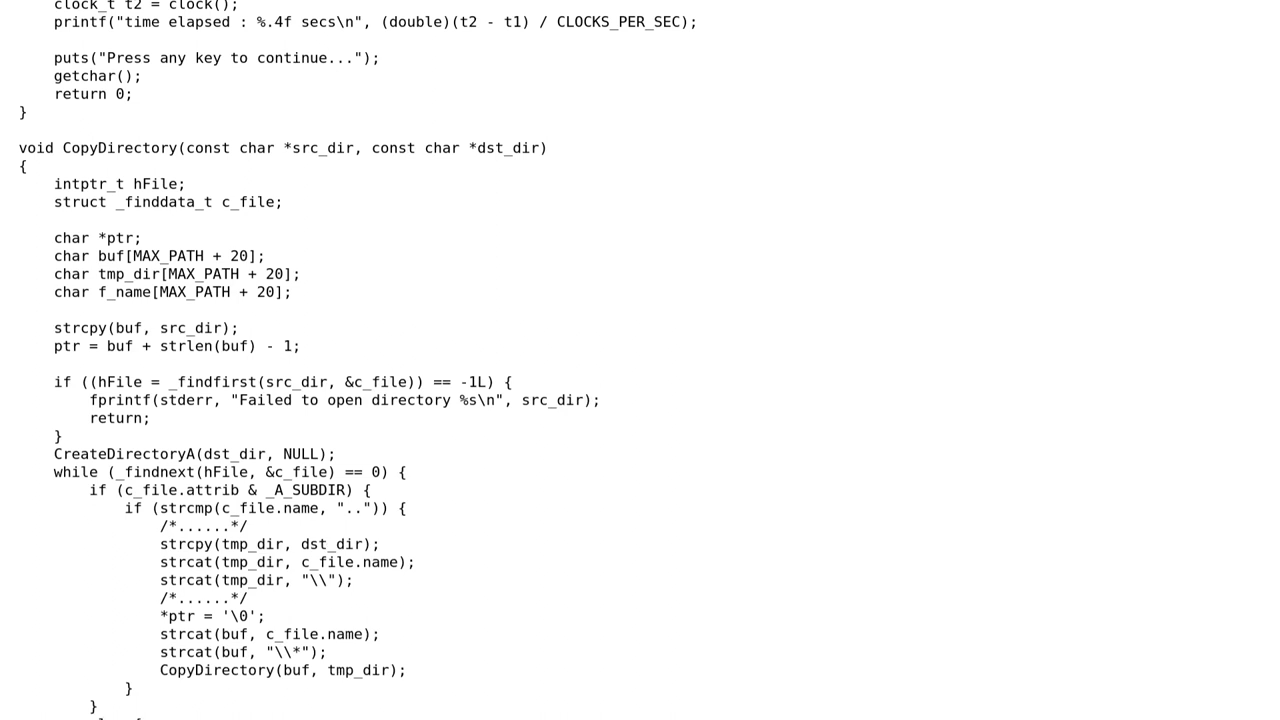 clock_t t2 = clock();
printf("time elapsed : %.4f secs\n", (double)(t2 - t1) / CLOCKS_PER_SEC);
puts("Press any key to continue...");
getchar();
return 0;
}
void CopyDirectory(const char *src_dir, const char *dst_dir)
{
intptr_t hFile;
struct _finddata_t c_file;
char *ptr;
char buf[MAX_PATH + 20];
char tmp_dir[MAX_PATH + 20];
char f_name[MAX_PATH + 20];
strcpy(buf, src_dir);
ptr = buf + strlen(buf) - 1;
if ((hFile = _findfirst(src_dir, &c_file)) == -1L) {
fprintf(stderr, "Failed to open directory %s\n", src_dir);
return;
}
CreateDirectoryA(dst_dir, NULL);
while (_findnext(hFile, &c_file) == 0) {
if (c_file.attrib & _A_SUBDIR) {
if (strcmp(c_file.name, "..")) {
/*......*/
strcpy(tmp_dir, dst_dir);
strcat(tmp_dir, c_file.name);
strcat(tmp_dir, "\\");
/*......*/
*ptr = '\0';
strcat(buf, c_file.name);
strcat(buf, "\\*");
CopyDirectory(buf, tmp_dir);
}
}